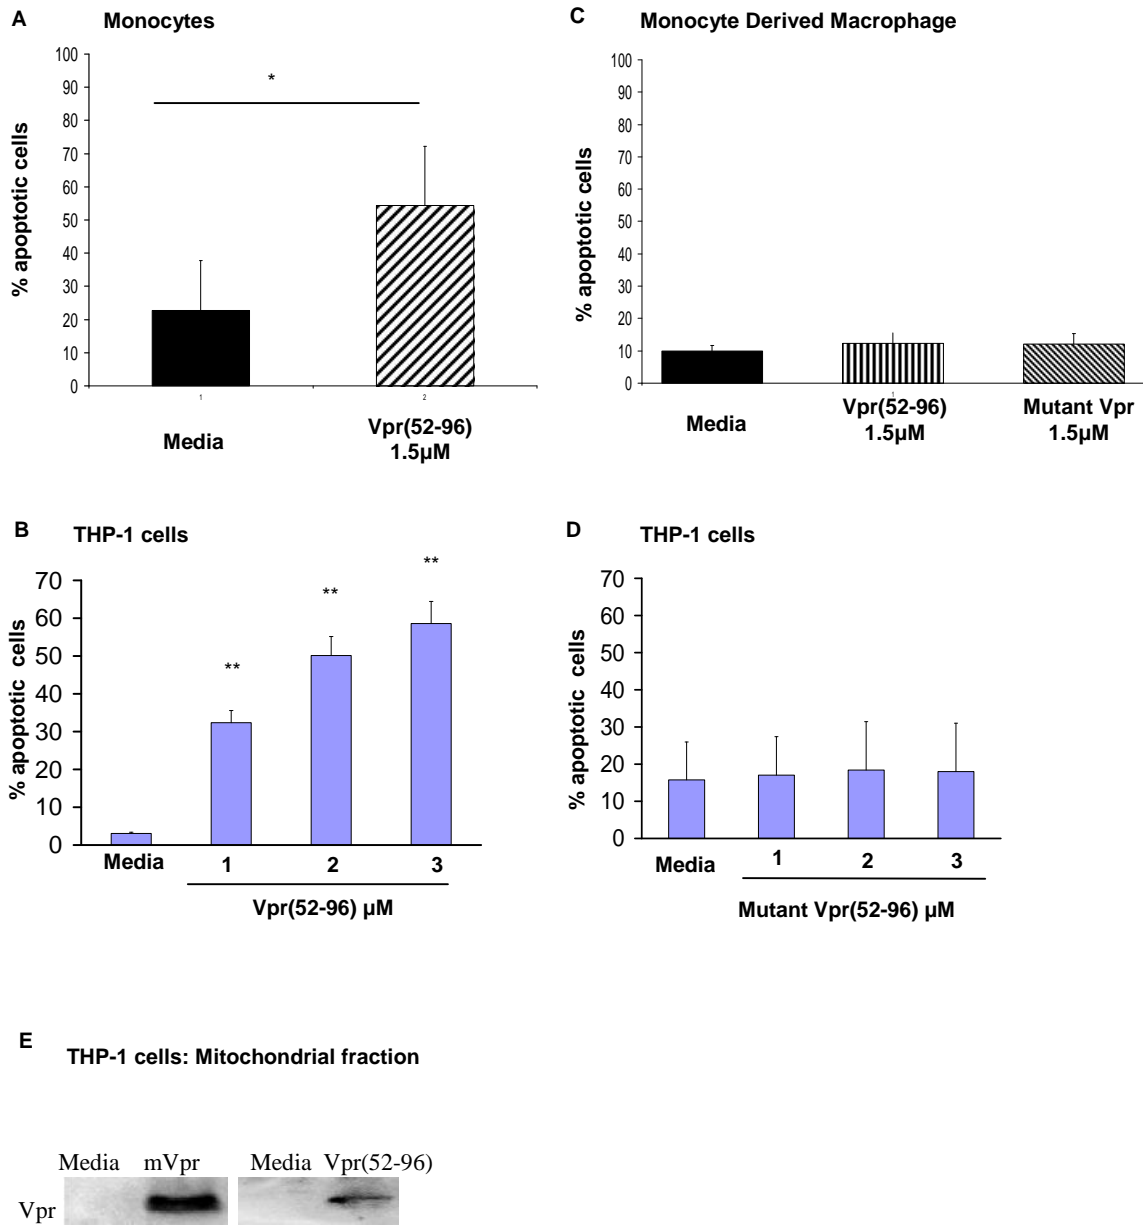 A
Monocytes
% apoptotic cells
100
90
80
70
60
50
40
30
20
10
0
*
1
2
Media
Vpr(52-96)
1.5µM
C
Monocyte Derived Macrophage
% apoptotic cells
100
90
80
70
60
50
40
30
20
10
0
1
Media
Vpr(52-96)
1.5µM
Mutant Vpr
1.5µM
B
THP-1 cells
% apoptotic cells
70
60
50
40
30
20
10
0
**
**
**
Media
1
2
3
Vpr(52-96) µM
D
THP-1 cells
% apoptotic cells
70
60
50
40
30
20
10
0
Media
1
2
3
Mutant Vpr(52-96) µM
E
THP-1 cells: Mitochondrial fraction
Media mVpr Media Vpr(52-96)
Vpr